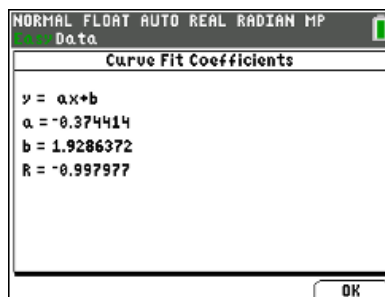 NORMAL FLOAT AUTO REAL RADIAN MP
EasyData
Curve Fit Coefficients
y = ax+b
a = -0.374414
b = 1.9286372
R = -0.997977
OK